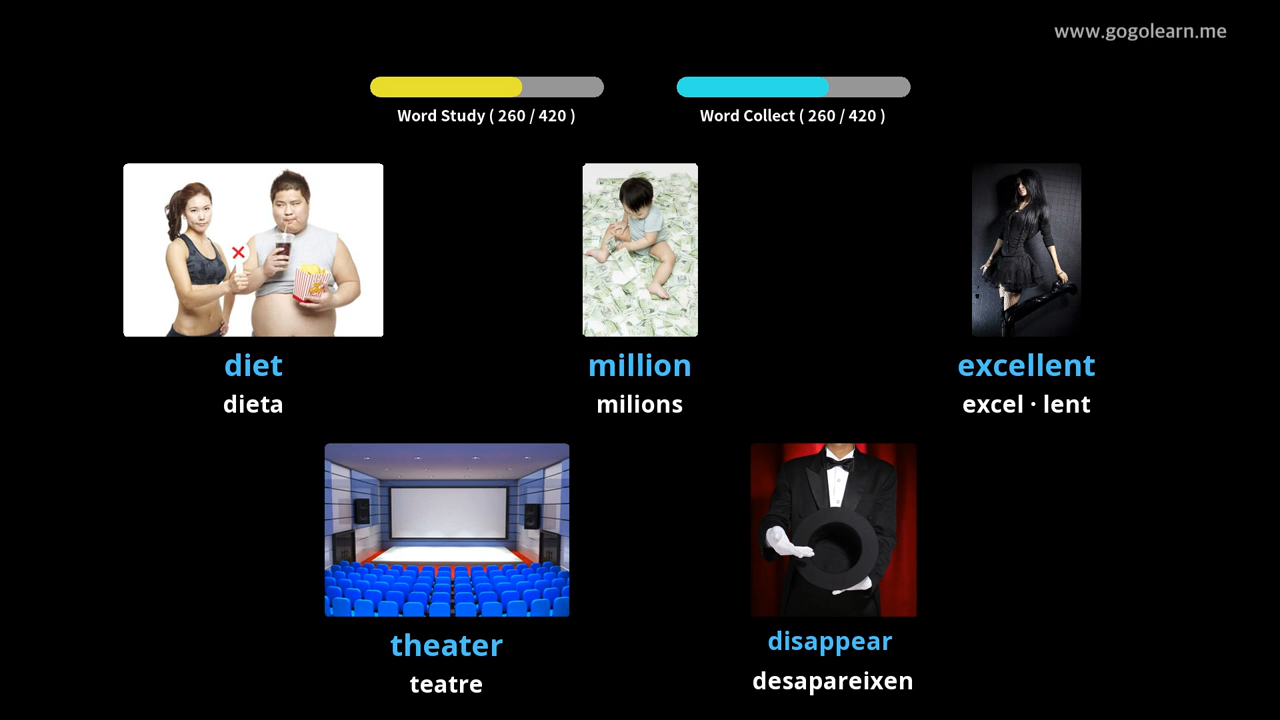 www.gogolearn.me
Word Study ( 260 / 420 )
Word Collect ( 260 / 420 )
diet
dieta
million
milions
excellent
excel · lent
theater
teatre
disappear
desapareixen